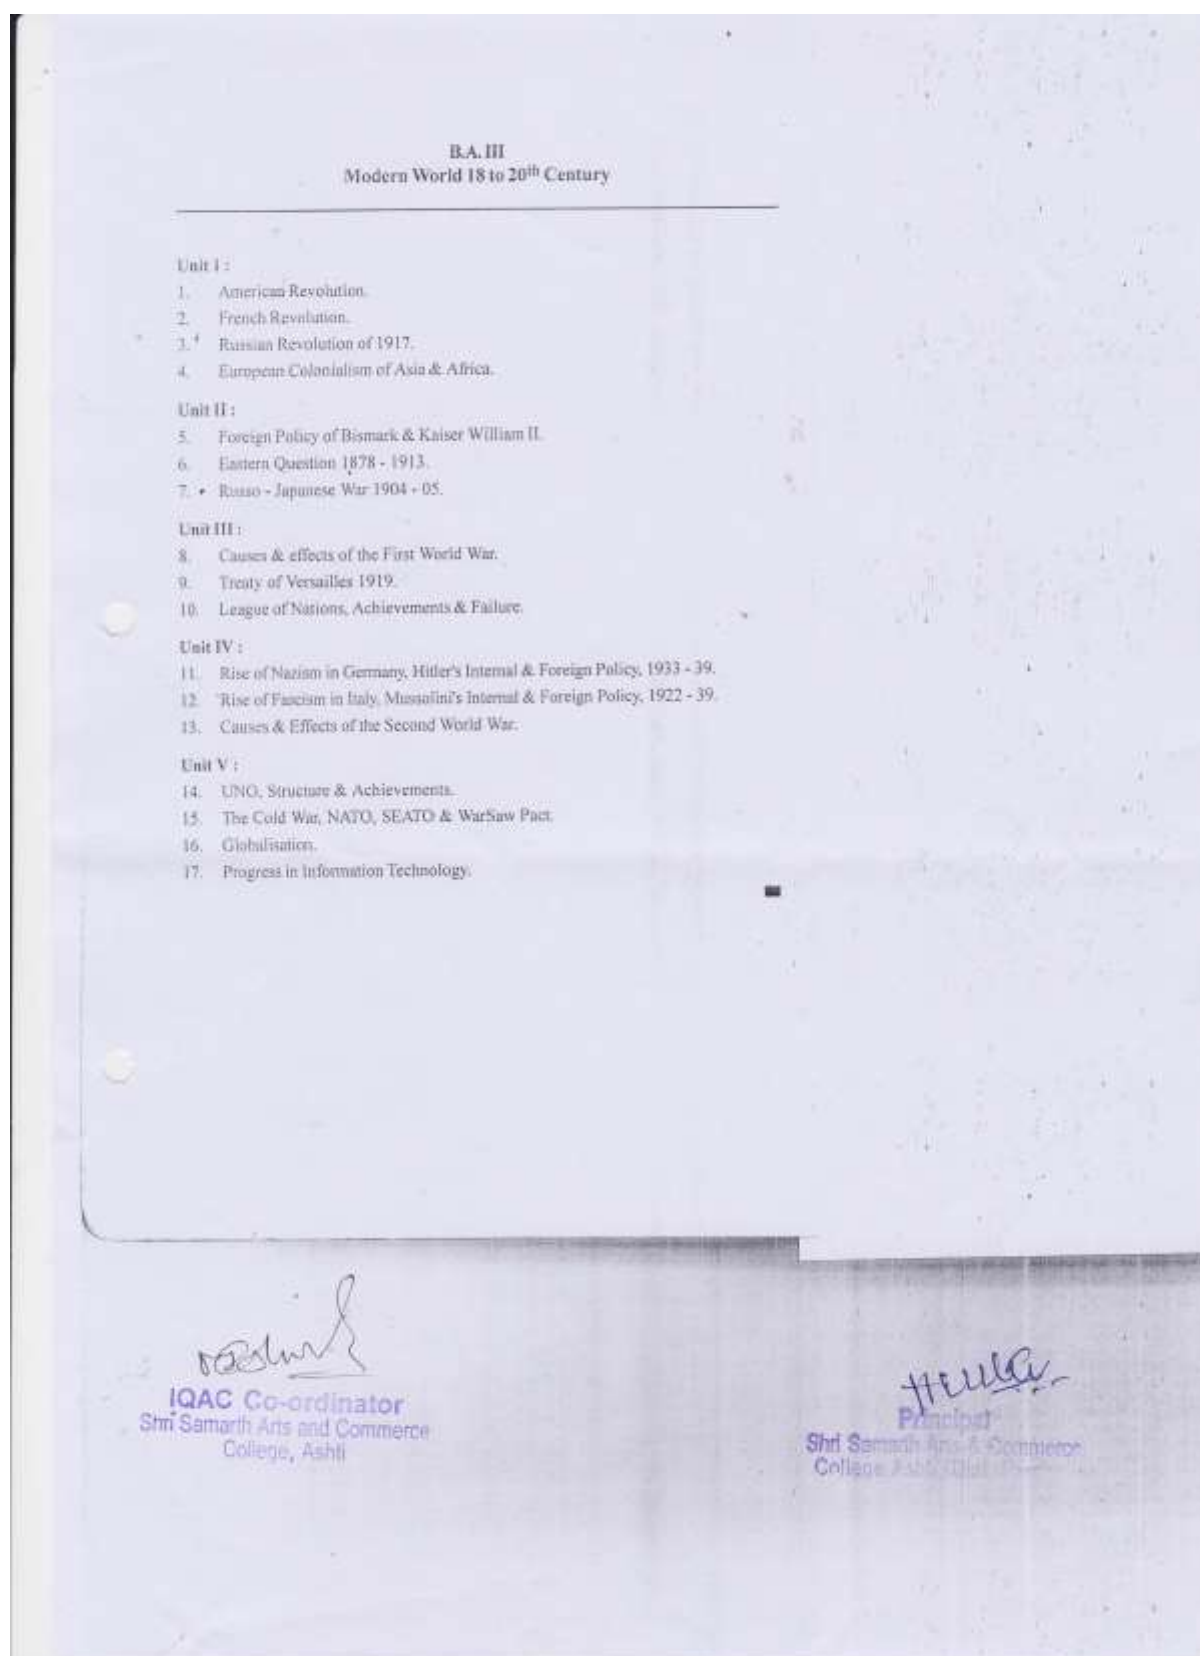 B.A. III
Modern World 18 to 20th Century
Unit I :
1. American Revolution.
2. French Revolution.
3. Russian Revolution of 1917.
4. European Colonialism of Asia & Africa.
Unit II :
5. Foreign Policy of Bismark & Kaiser William II.
6. Eastern Question 1878 - 1913.
7. Russo - Japanese War 1904 - 05.
Unit III :
8. Causes & effects of the First World War.
9. Treaty of Versailles 1919.
10. League of Nations, Achievements & Failure.
Unit IV :
11. Rise of Nazism in Germany, Hitler's Internal & Foreign Policy, 1933 - 39.
12. Rise of Fascism in Italy, Mussolini's Internal & Foreign Policy, 1922 - 39.
13. Causes & Effects of the Second World War.
Unit V :
14. UNO, Structure & Achievements.
15. The Cold War, NATO, SEATO & WarSaw Pact.
16. Globalisation.
17. Progress in Information Technology.
IQAC Co-ordinator
Shri Samarth Arts and Commerce
College, Ashti
Principal
Shri Samarth Arts & Commerce
College